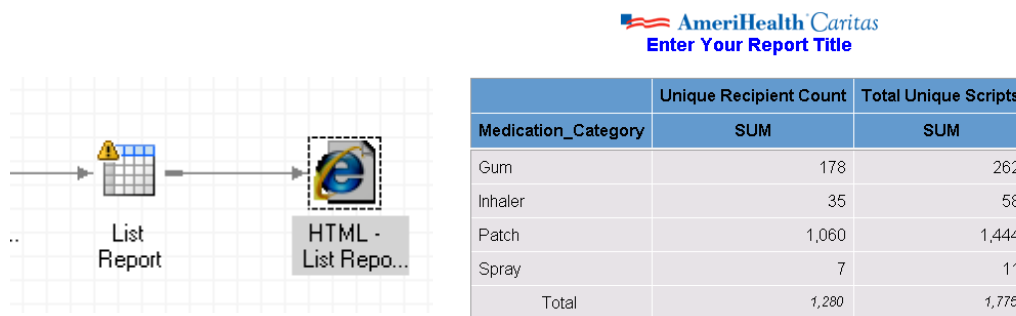 AmeriHealth Caritas
Enter Your Report Title
..
List
Report
HTML -
List Repo...
Unique Recipient Count Total Unique Scripts
Medication_Category SUM SUM
Gum 178 262
Inhaler 35 58
Patch 1,060 1,444
Spray 7 11
Total 1,280 1,775